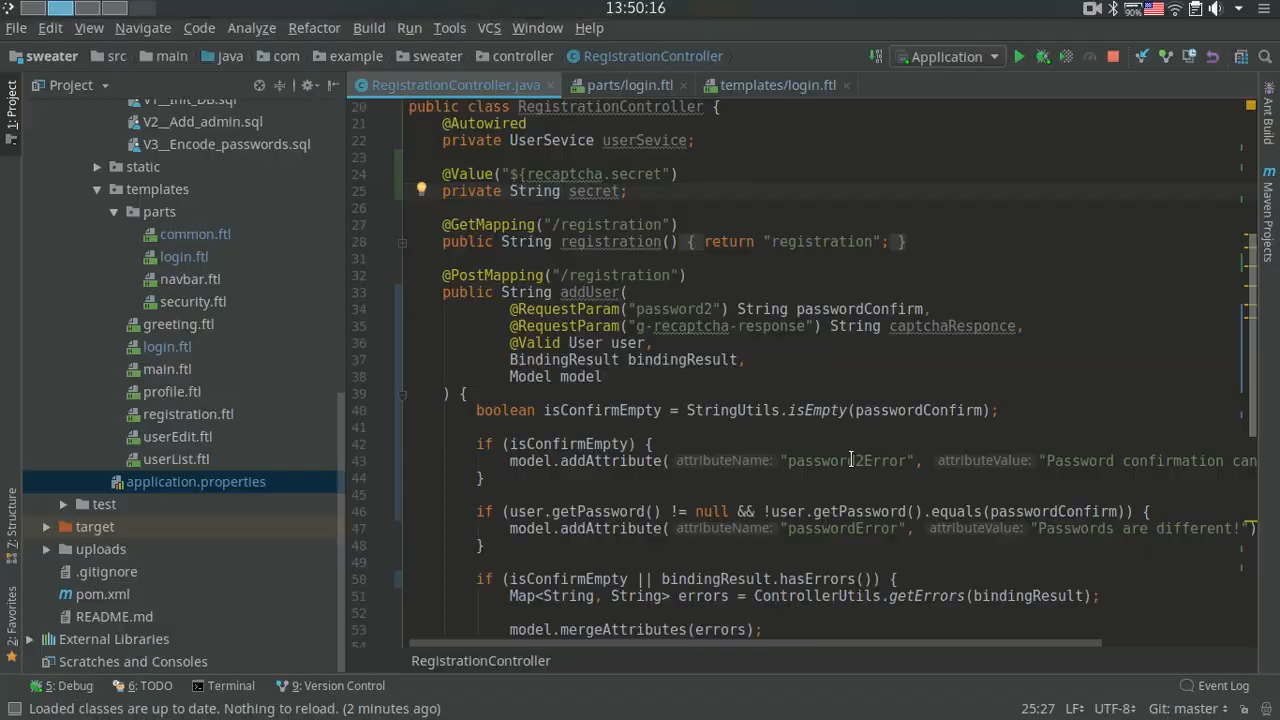 13:50:16
90%
File Edit View Navigate Code Analyze Refactor Build Run Tools VCS Window Help
sweater src main java com example sweater controller RegistrationController Application
Project RegistrationController.java parts/login.ftl templates/login.ftl
1: Project
7: Structure
2: Favorites
V1__Init_DB.sql
V2__Add_admin.sql
V3__Encode_passwords.sql
static
templates
parts
common.ftl
login.ftl
navbar.ftl
security.ftl
greeting.ftl
login.ftl
main.ftl
profile.ftl
registration.ftl
userEdit.ftl
userList.ftl
application.properties
test
target
uploads
.gitignore
pom.xml
README.md
External Libraries
Scratches and Consoles
20 public class RegistrationController {
21 @Autowired
22 private UserSevice userSevice;
23
24 @Value("${recaptcha.secret")
25 private String secret;
26
27 @GetMapping("/registration")
28 public String registration() { return "registration"; }
31
32 @PostMapping("/registration")
33 public String addUser(
34 @RequestParam("password2") String passwordConfirm,
35 @RequestParam("g-recaptcha-response") String captchaResponce,
36 @Valid User user,
37 BindingResult bindingResult,
38 Model model
39 ) {
40 boolean isConfirmEmpty = StringUtils.isEmpty(passwordConfirm);
41
42 if (isConfirmEmpty) {
43 model.addAttribute( attributeName: "password2Error", attributeValue: "Password confirmation can
44 }
45
46 if (user.getPassword() != null && !user.getPassword().equals(passwordConfirm)) {
47 model.addAttribute( attributeName: "passwordError", attributeValue: "Passwords are different!")
48 }
49
50 if (isConfirmEmpty || bindingResult.hasErrors()) {
51 Map<String, String> errors = ControllerUtils.getErrors(bindingResult);
52
53 model.mergeAttributes(errors);
54
RegistrationController
Ant Build
Maven Projects
5: Debug 6: TODO Terminal 9: Version Control Event Log
Loaded classes are up to date. Nothing to reload. (2 minutes ago) 25:27 LF÷ UTF-8÷ Git: master÷